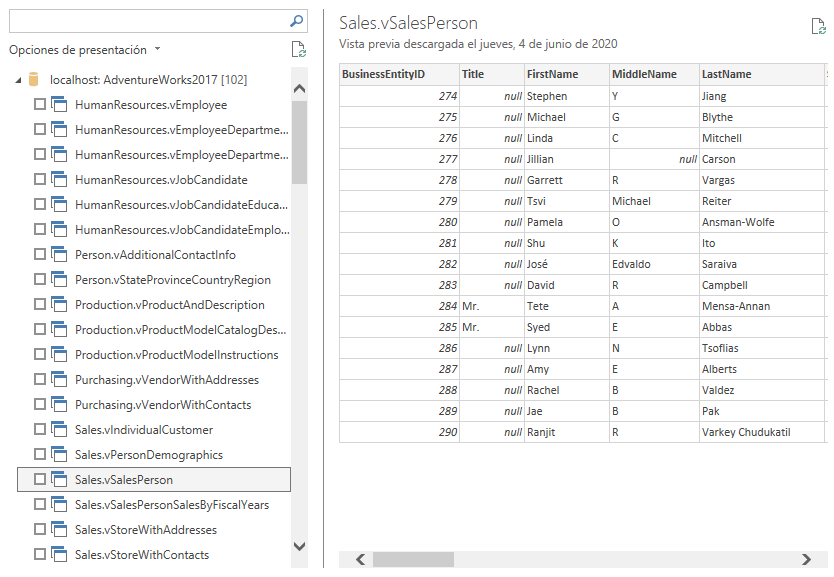 Opciones de presentación
localhost: AdventureWorks2017 [102]
HumanResources.vEmployee
HumanResources.vEmployeeDepartme...
HumanResources.vEmployeeDepartme...
HumanResources.vJobCandidate
HumanResources.vJobCandidateEduca...
HumanResources.vJobCandidateEmplo...
Person.vAdditionalContactInfo
Person.vStateProvinceCountryRegion
Production.vProductAndDescription
Production.vProductModelCatalogDes...
Production.vProductModelInstructions
Purchasing.vVendorWithAddresses
Purchasing.vVendorWithContacts
Sales.vIndividualCustomer
Sales.vPersonDemographics
Sales.vSalesPerson
Sales.vSalesPersonSalesByFiscalYears
Sales.vStoreWithAddresses
Sales.vStoreWithContacts
Sales.vSalesPerson
Vista previa descargada el jueves, 4 de junio de 2020
BusinessEntityID Title FirstName MiddleName LastName
274 null Stephen Y Jiang
275 null Michael G Blythe
276 null Linda C Mitchell
277 null Jillian null Carson
278 null Garrett R Vargas
279 null Tsvi Michael Reiter
280 null Pamela O Ansman-Wolfe
281 null Shu K Ito
282 null José Edvaldo Saraiva
283 null David R Campbell
284 Mr. Tete A Mensa-Annan
285 Mr. Syed E Abbas
286 null Lynn N Tsoflias
287 null Amy E Alberts
288 null Rachel B Valdez
289 null Jae B Pak
290 null Ranjit R Varkey Chudukatil